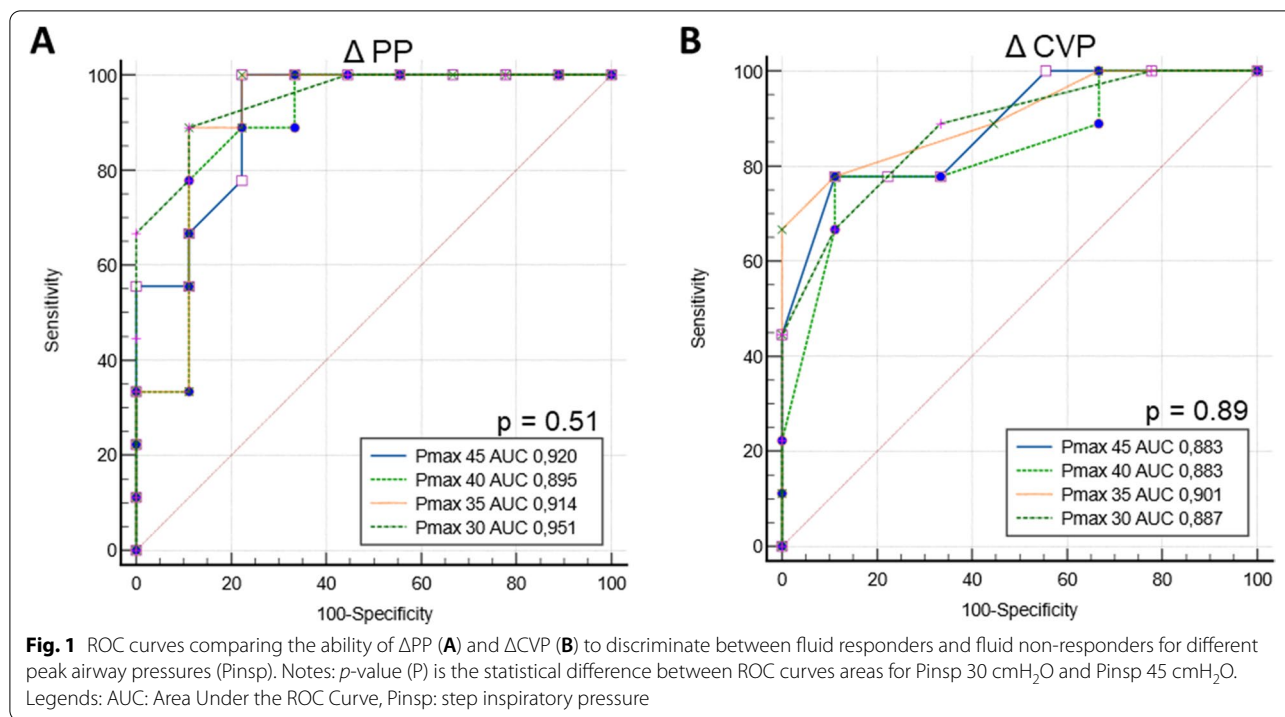 A
Δ PP
100
80
60
40
20
0
Sensitivity
0 20 40 60 80 100
100-Specificity
p = 0.51
Pmax 45 AUC 0,920
Pmax 40 AUC 0,895
Pmax 35 AUC 0,914
Pmax 30 AUC 0,951
B
Δ CVP
100
80
60
40
20
0
Sensitivity
0 20 40 60 80 100
100-Specificity
p = 0.89
Pmax 45 AUC 0,883
Pmax 40 AUC 0,883
Pmax 35 AUC 0,901
Pmax 30 AUC 0,887
Fig. 1 ROC curves comparing the ability of ΔPP (A) and ΔCVP (B) to discriminate between fluid responders and fluid non-responders for different
peak airway pressures (Pinsp). Notes: p-value (P) is the statistical difference between ROC curves areas for Pinsp 30 cmH₂O and Pinsp 45 cmH₂O.
Legends: AUC: Area Under the ROC Curve, Pinsp: step inspiratory pressure